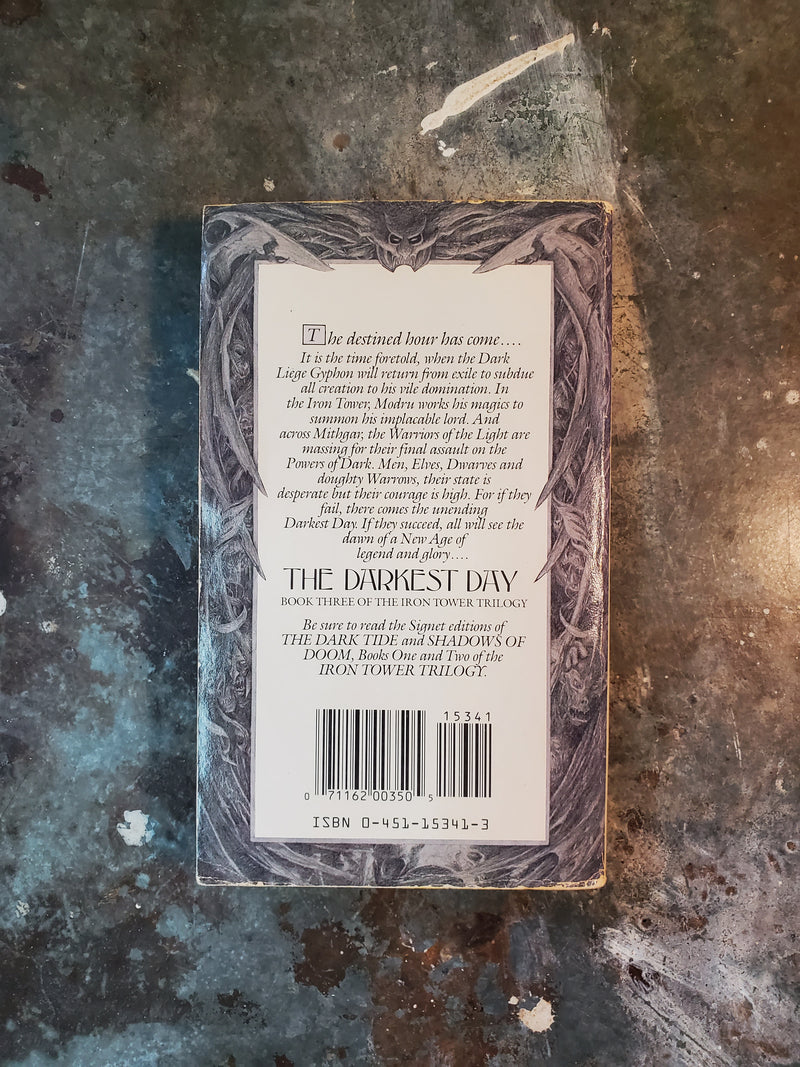 The destined hour has come....
It is the time foretold, when the Dark
Liege Gyphon will return from exile to subdue
all creation to his vile domination. In
the Iron Tower, Modru works his magics to
summon his implacable lord. And
across Mithgar, the Warriors of the Light are
massing for their final assault on the
Powers of Dark. Men, Elves, Dwarves and
doughty Warrows, their state is
desperate but their courage is high. For if they
fail, there comes the unending
Darkest Day. If they succeed, all will see the
dawn of a New Age of
legend and glory....
THE DARKEST DAY
BOOK THREE OF THE IRON TOWER TRILOGY
Be sure to read the Signet editions of
THE DARK TIDE and SHADOWS OF
DOOM, Books One and Two of the
IRON TOWER TRILOGY.
15341
0 71162 00350 5
ISBN 0-451-15341-3